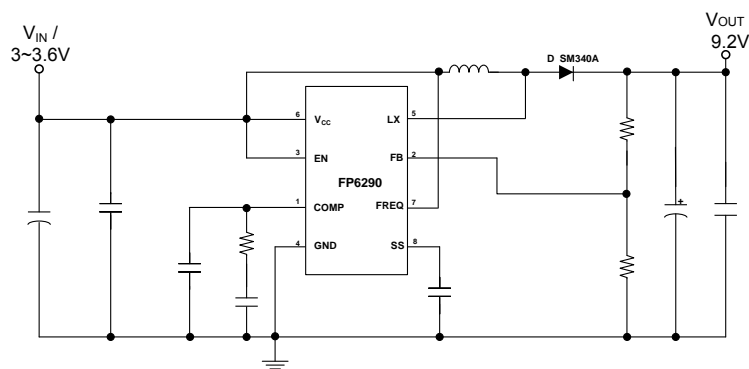 VIN /
3~3.6V
VOUT
9.2V
D SM340A
6 VCC LX 5
3 EN FB 2
FP6290
1 COMP FREQ 7
4 GND SS 8
+